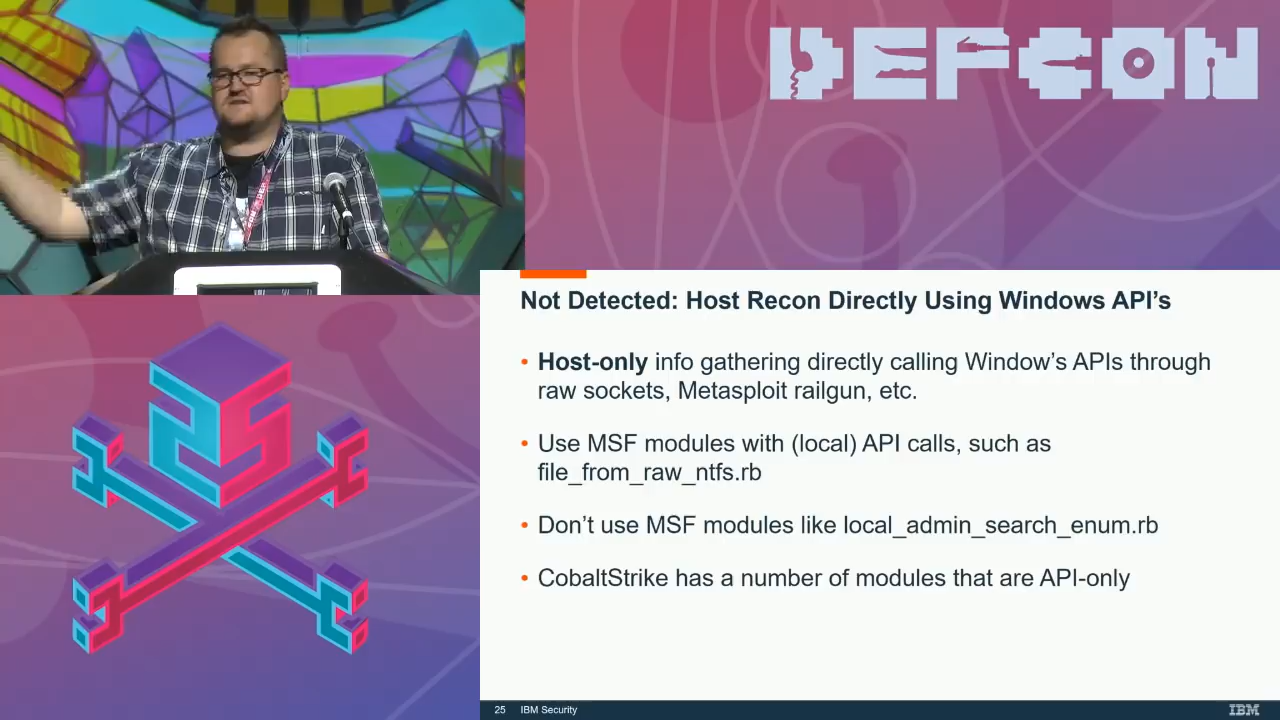 DEFCON
Not Detected: Host Recon Directly Using Windows API's
• Host-only info gathering directly calling Window's APIs through
raw sockets, Metasploit railgun, etc.
• Use MSF modules with (local) API calls, such as
file_from_raw_ntfs.rb
• Don't use MSF modules like local_admin_search_enum.rb
• CobaltStrike has a number of modules that are API-only
25 IBM Security
IBM